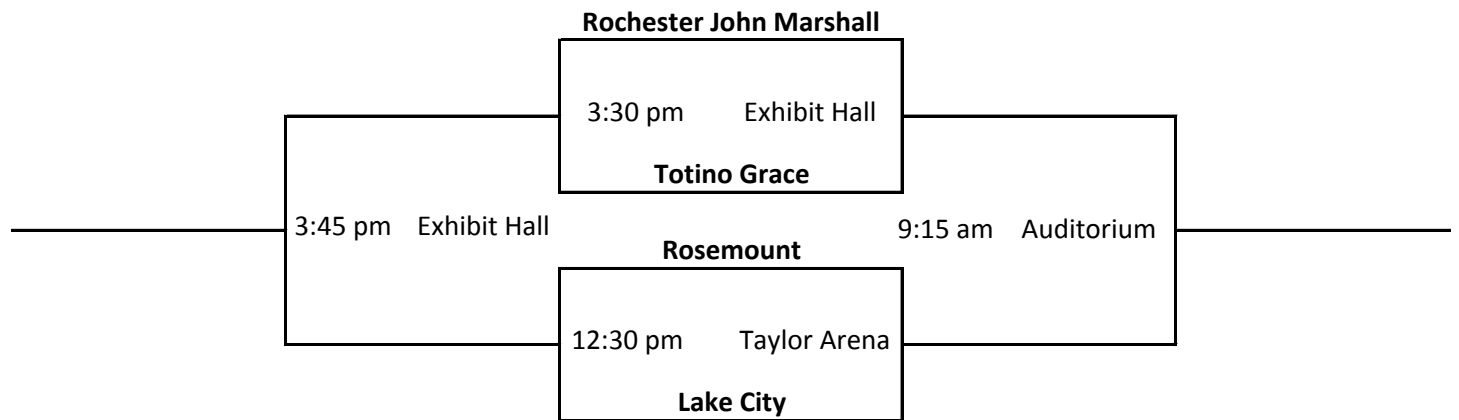 Rochester John Marshall
3:30 pm Exhibit Hall
Totino Grace
3:45 pm Exhibit Hall
9:15 am Auditorium
Rosemount
12:30 pm Taylor Arena
Lake City